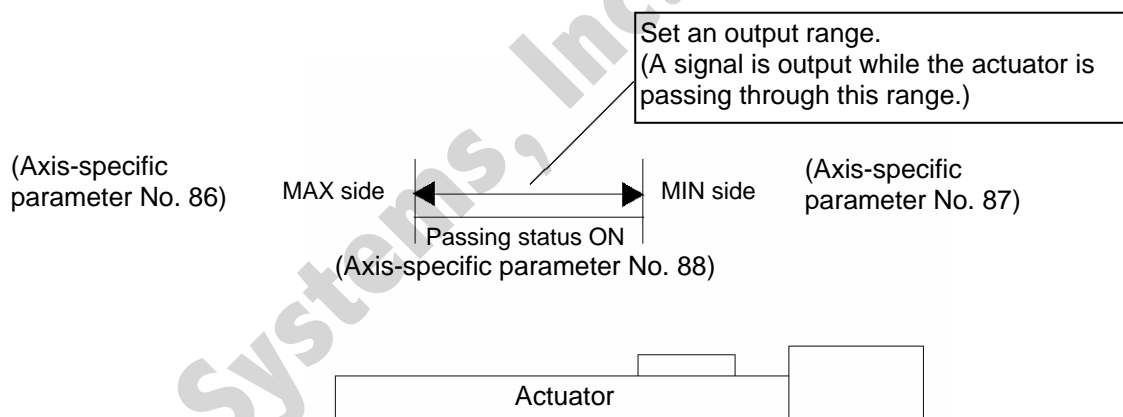 Set an output range.
(A signal is output while the actuator is
passing through this range.)
(Axis-specific
parameter No. 86)
MAX side
MIN side
(Axis-specific
parameter No. 87)
Passing status ON
(Axis-specific parameter No. 88)
Actuator
Systems, Inc.